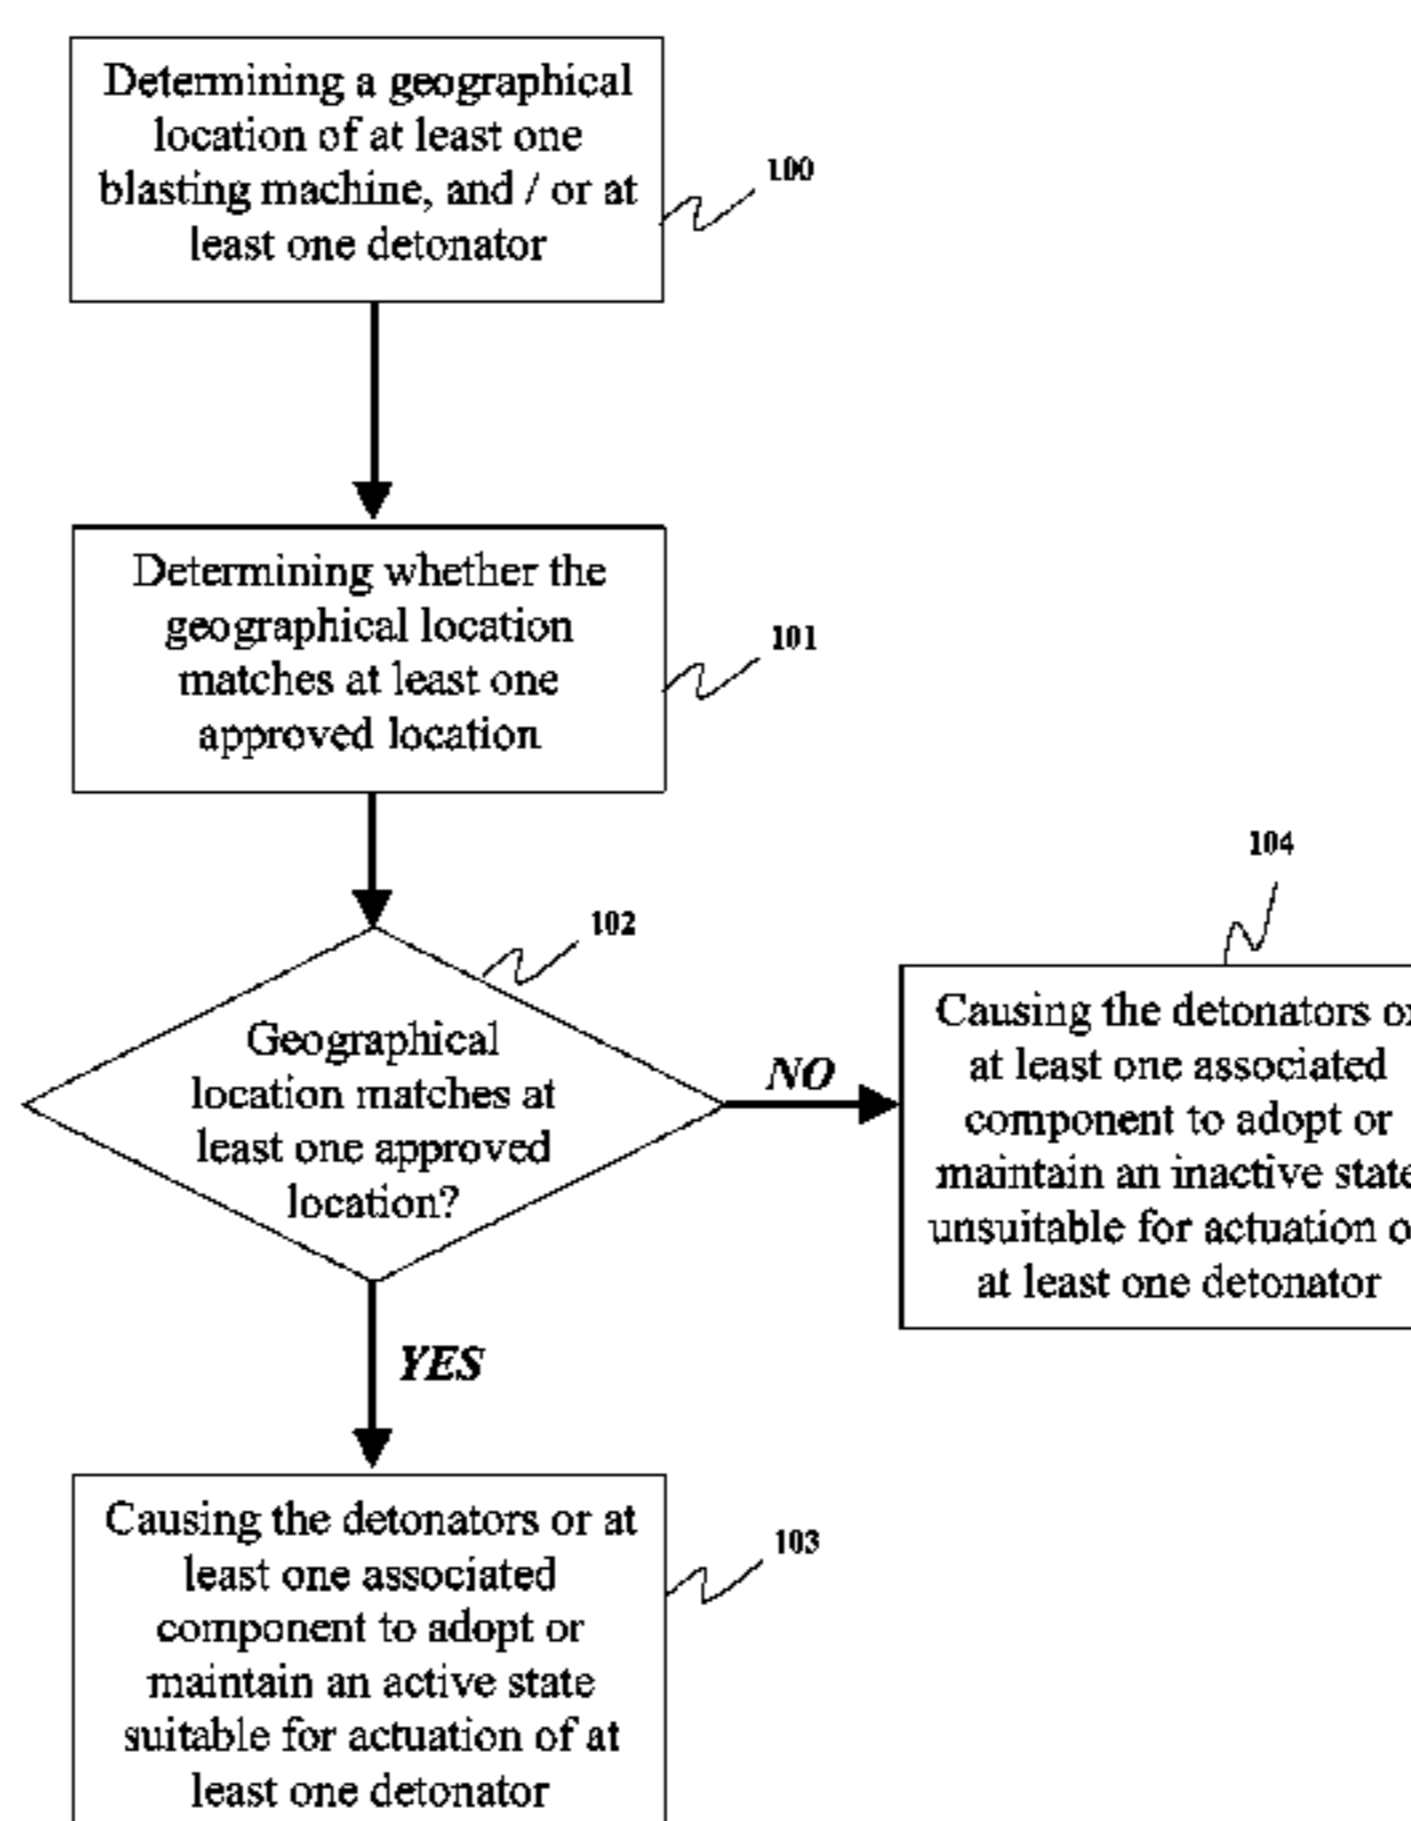 Determining a geographical
location of at least one
blasting machine, and / or at
least one detonator
100
Determining whether the
geographical location
matches at least one
approved location
101
102
Geographical
location matches at
least one approved
location?
NO
104
Causing the detonators or
at least one associated
component to adopt or
maintain an inactive state
unsuitable for actuation of
at least one detonator
YES
Causing the detonators or at
least one associated
component to adopt or
maintain an active state
suitable for actuation of at
least one detonator
103